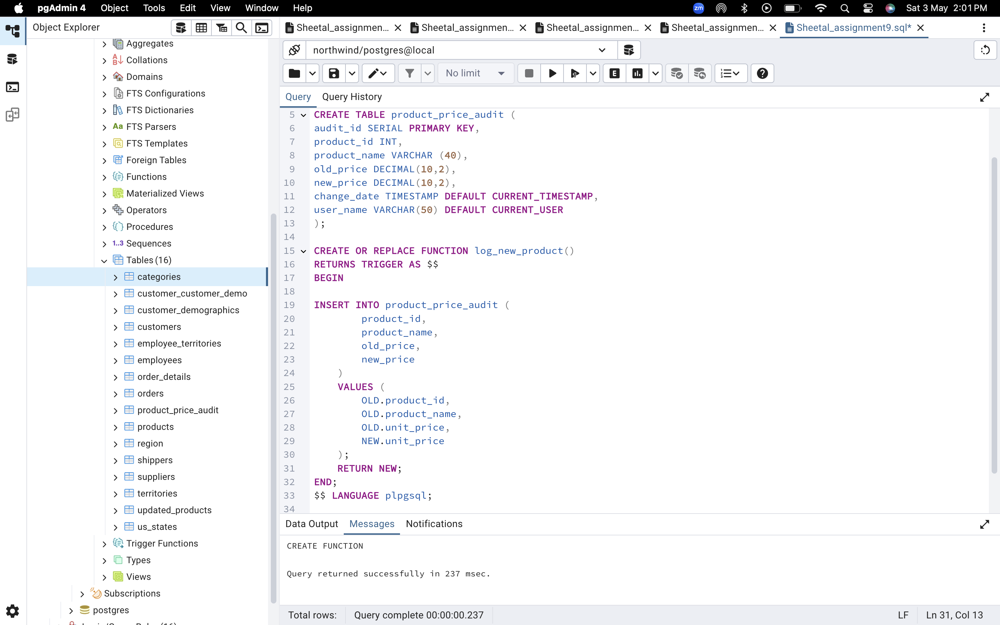 pgAdmin 4 Object Tools Edit View Window Help zm Sat 3 May 2:01 PM
Object Explorer
Aggregates
Collations
Domains
FTS Configurations
FTS Dictionaries
Aa FTS Parsers
FTS Templates
Foreign Tables
Functions
Materialized Views
Operators
Procedures
1..3 Sequences
Tables (16)
categories
customer_customer_demo
customer_demographics
customers
employee_territories
employees
order_details
orders
product_price_audit
products
region
shippers
suppliers
territories
updated_products
us_states
Trigger Functions
Types
Views
Subscriptions
postgres
Sheetal_assignmen... Sheetal_assignmen... Sheetal_assignmen... Sheetal_assignmen... Sheetal_assignment9.sql*
northwind/postgres@local
No limit E
Query Query History
5 CREATE TABLE product_price_audit (
6 audit_id SERIAL PRIMARY KEY,
7 product_id INT,
8 product_name VARCHAR (40),
9 old_price DECIMAL(10,2),
10 new_price DECIMAL(10,2),
11 change_date TIMESTAMP DEFAULT CURRENT_TIMESTAMP,
12 user_name VARCHAR(50) DEFAULT CURRENT_USER
13 );
14
15 CREATE OR REPLACE FUNCTION log_new_product()
16 RETURNS TRIGGER AS $$
17 BEGIN
18
19 INSERT INTO product_price_audit (
20 product_id,
21 product_name,
22 old_price,
23 new_price
24 )
25 VALUES (
26 OLD.product_id,
27 OLD.product_name,
28 OLD.unit_price,
29 NEW.unit_price
30 );
31 RETURN NEW;
32 END;
33 $$ LANGUAGE plpgsql;
34
Data Output Messages Notifications
CREATE FUNCTION
Query returned successfully in 237 msec.
Total rows: Query complete 00:00:00.237 LF Ln 31, Col 13